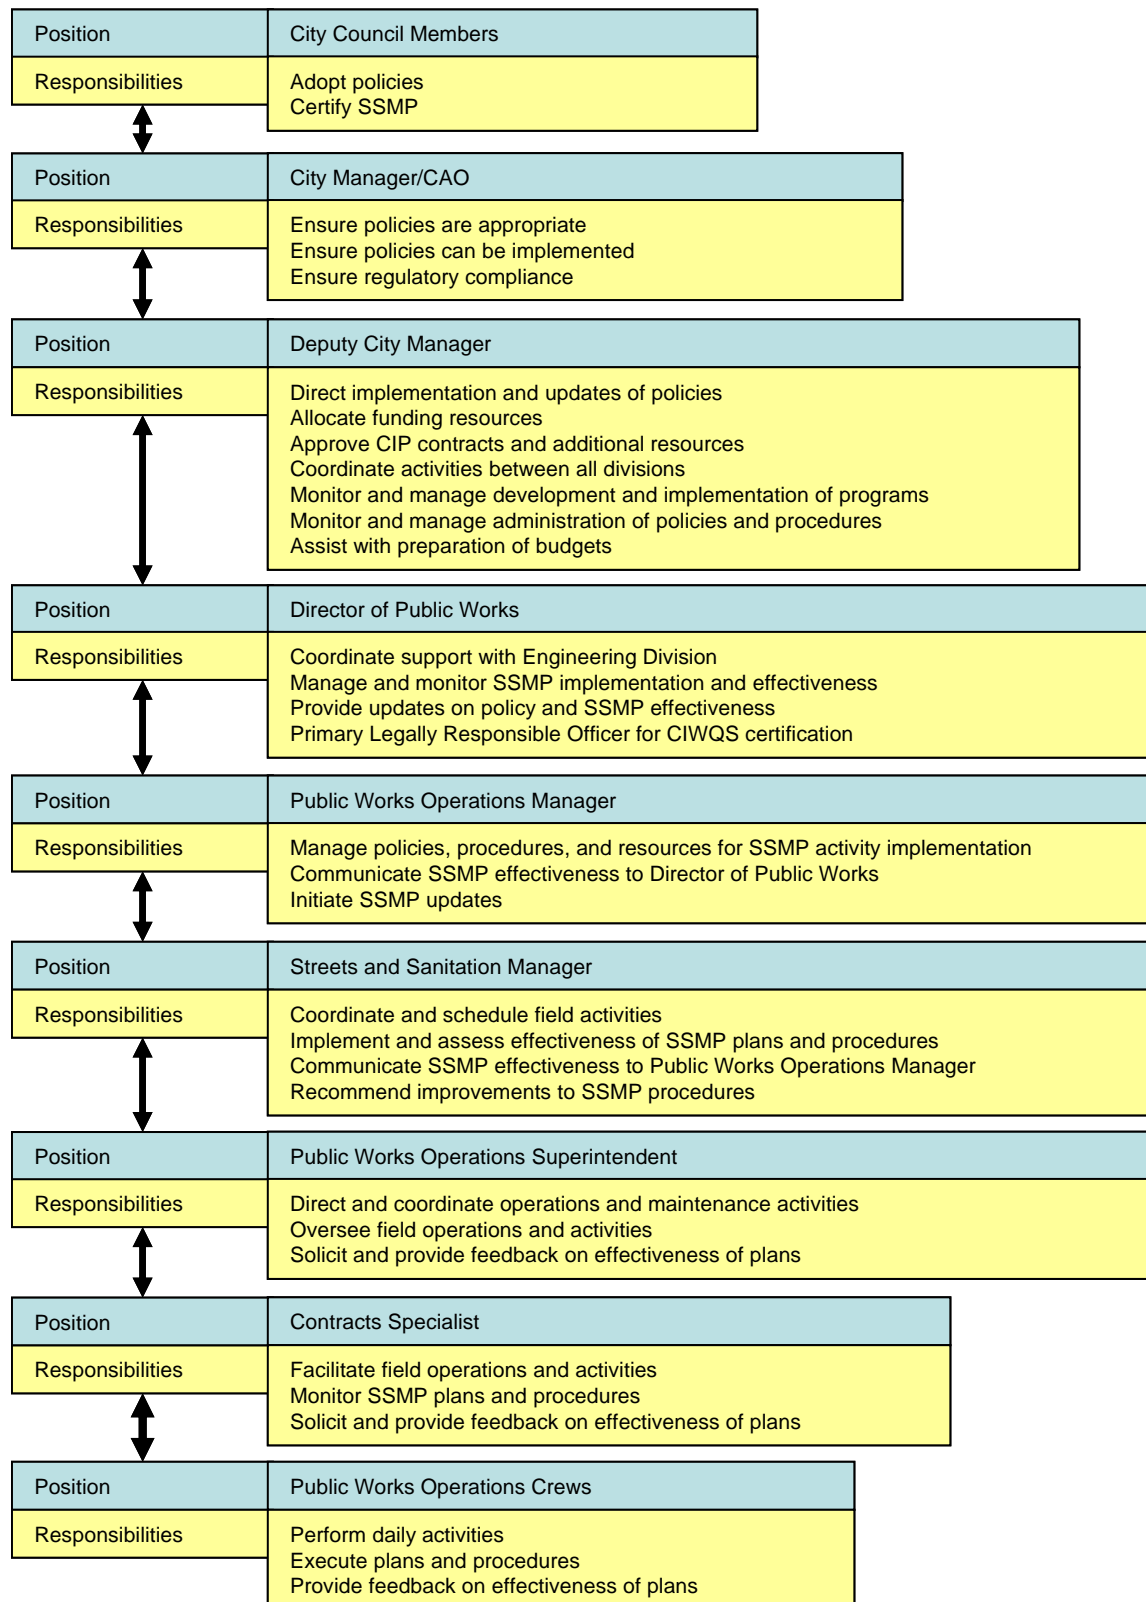 Position City Council Members
Responsibilities Adopt policies
Certify SSMP
Position City Manager/CAO
Responsibilities Ensure policies are appropriate
Ensure policies can be implemented
Ensure regulatory compliance
Position Deputy City Manager
Responsibilities Direct implementation and updates of policies
Allocate funding resources
Approve CIP contracts and additional resources
Coordinate activities between all divisions
Monitor and manage development and implementation of programs
Monitor and manage administration of policies and procedures
Assist with preparation of budgets
Position Director of Public Works
Responsibilities Coordinate support with Engineering Division
Manage and monitor SSMP implementation and effectiveness
Provide updates on policy and SSMP effectiveness
Primary Legally Responsible Officer for CIWQS certification
Position Public Works Operations Manager
Responsibilities Manage policies, procedures, and resources for SSMP activity implementation
Communicate SSMP effectiveness to Director of Public Works
Initiate SSMP updates
Position Streets and Sanitation Manager
Responsibilities Coordinate and schedule field activities
Implement and assess effectiveness of SSMP plans and procedures
Communicate SSMP effectiveness to Public Works Operations Manager
Recommend improvements to SSMP procedures
Position Public Works Operations Superintendent
Responsibilities Direct and coordinate operations and maintenance activities
Oversee field operations and activities
Solicit and provide feedback on effectiveness of plans
Position Contracts Specialist
Responsibilities Facilitate field operations and activities
Monitor SSMP plans and procedures
Solicit and provide feedback on effectiveness of plans
Position Public Works Operations Crews
Responsibilities Perform daily activities
Execute plans and procedures
Provide feedback on effectiveness of plans